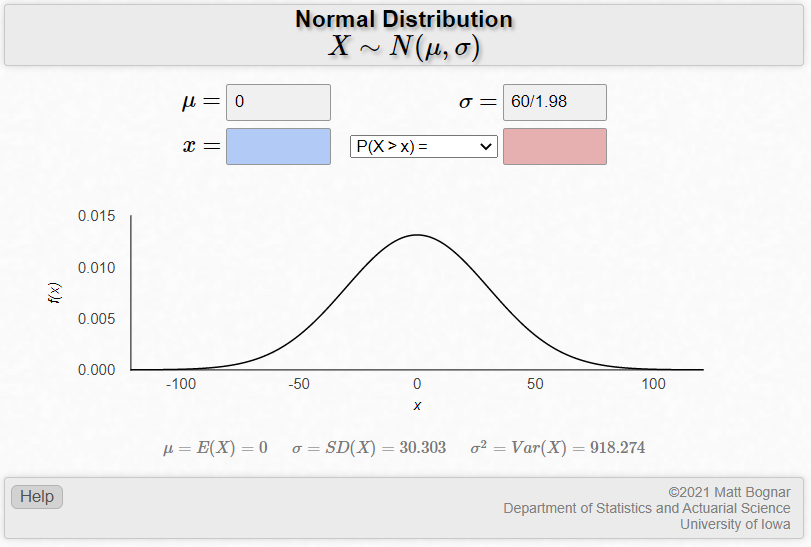 Normal Distribution
X ∼ N(μ, σ)
μ = 0 σ = 60/1.98
x = P(X > x) =
0.015
0.010
0.005
0.000
f(x)
-100 -50 0 50 100
x
μ = E(X) = 0 σ = SD(X) = 30.303 σ² = Var(X) = 918.274
Help
©2021 Matt Bognar
Department of Statistics and Actuarial Science
University of Iowa